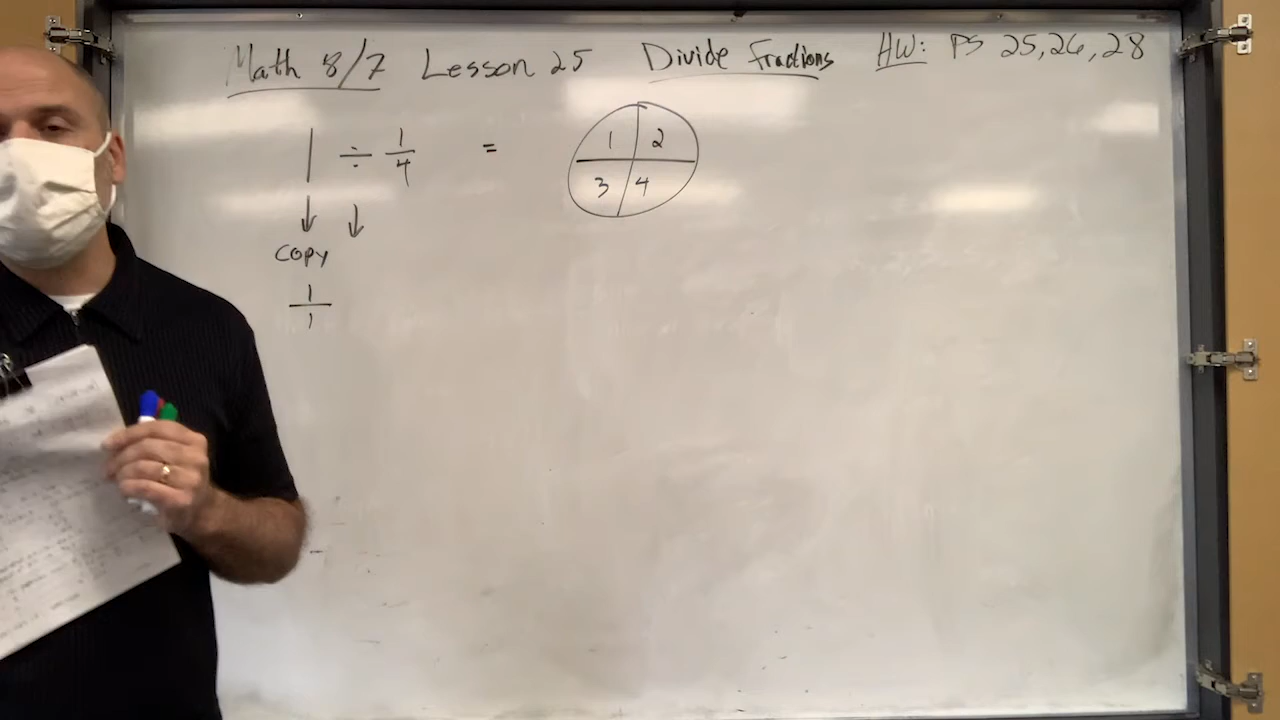 Math 8/7 Lesson 25 Divide Fractions HW: PS 25, 26, 28
1 ÷ 1/4 =
1 2
3 4
↓ ↓
copy
1/1